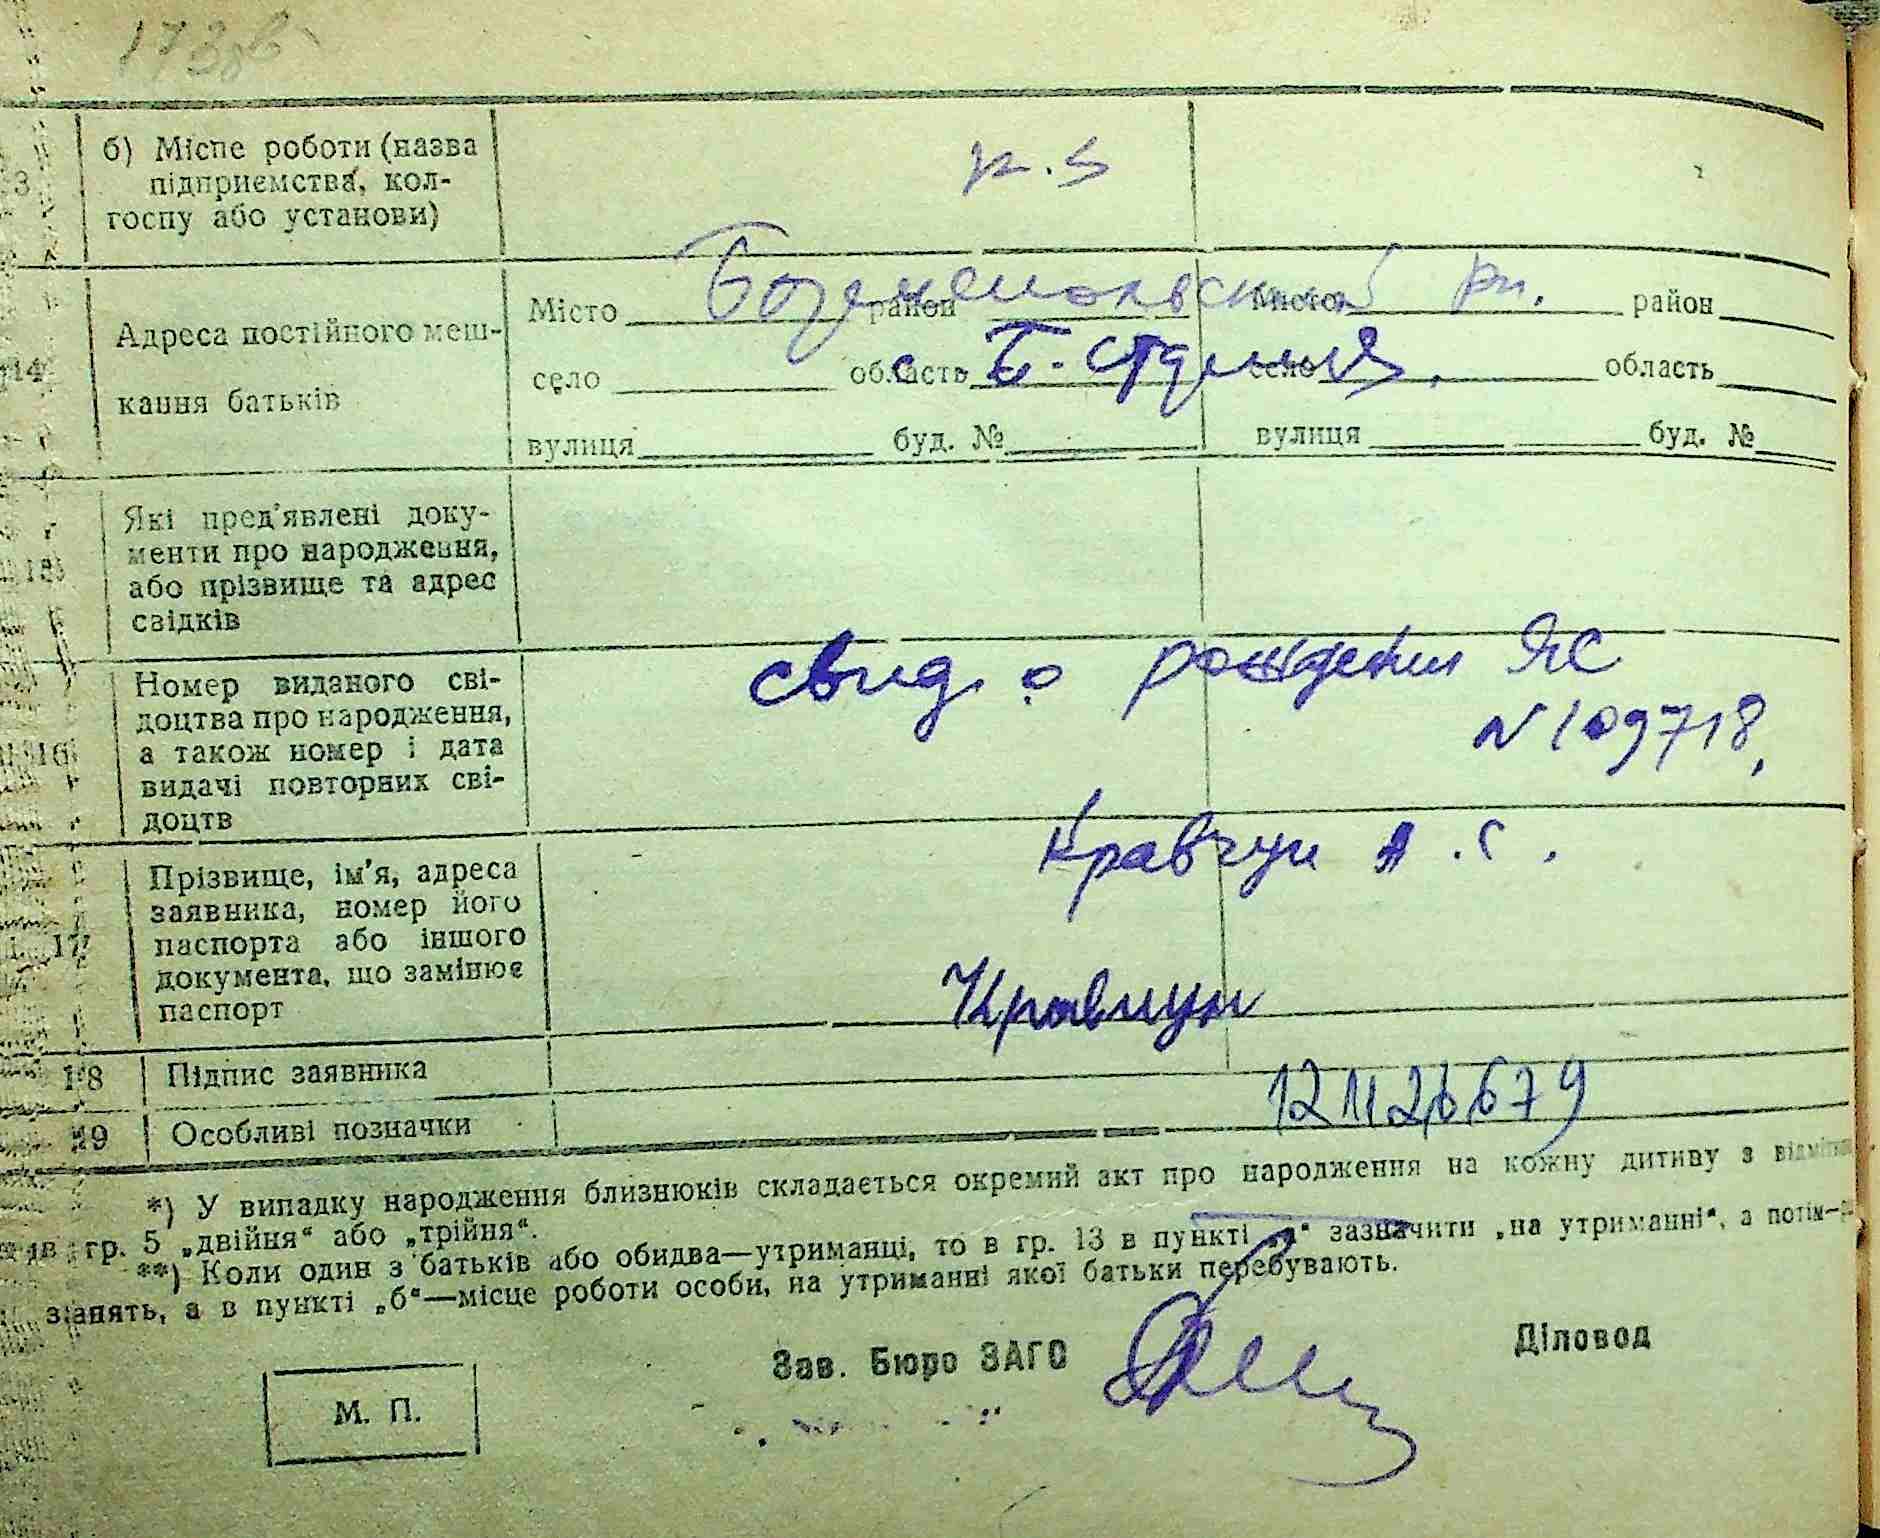 3 б) Місце роботи (назва
підприємства, кол-
госпу або установи)
к.з
14 Адреса постійного меш-
кання батьків
Місто район Місто район
р-н.
село область село область
с. Б.
вулиця буд. № вулиця буд. №
15 Які пред'явлені доку-
менти про народження,
або прізвище та адрес
свідків
16 Номер виданого сві-
доцтва про народження,
а також номер і дата
видачі повторних сві-
доцтв
свид. о рождении ЯС
N 109718,
17 Прізвище, ім'я, адреса
заявника, номер його
паспорта або іншого
документа, що замінює
паспорт
Кравчук А.С.
18 Підпис заявника
Кравчук
19 Особливі позначки
*) У випадку народження близнюків складається окремий акт про народження на кожну дитину з
в гр. 5 „двійня“ або „трійня“.
**) Коли один з батьків або обидва—утриманці, то в гр. 13 в пункті „а“ зазначити „на утриманні“, а потім—
занять, а в пункті „б“—місце роботи особи, на утриманні якої батьки перебувають.
Зав. Бюро ЗАГС
Діловод
М. П.